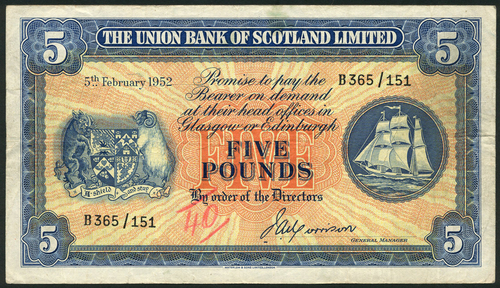 5 THE UNION BANK OF SCOTLAND LIMITED 5
5th February 1952
Promise to pay the
Bearer on demand
at their head offices in
Glasgow or Edinburgh
B 365/151
FIVE
FIVE
POUNDS
By order of the Directors
B 365/151
40
GENERAL MANAGER
5 5